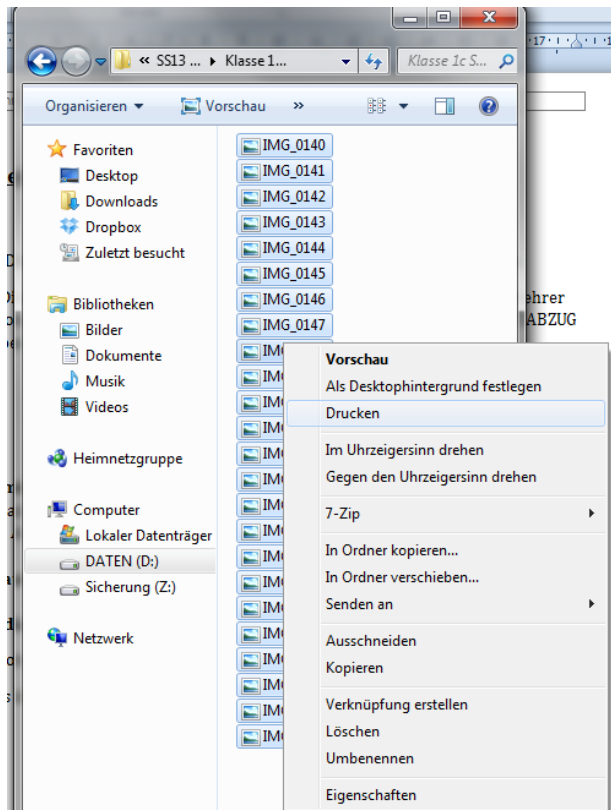 17
« SS13 ... ▸ Klasse 1...
Klasse 1c S...
Organisieren
Vorschau
»
Favoriten
Desktop
Downloads
Dropbox
Zuletzt besucht
Bibliotheken
Bilder
Dokumente
Musik
Videos
Heimnetzgruppe
Computer
Lokaler Datenträger
DATEN (D:)
Sicherung (Z:)
Netzwerk
IMG_0140
IMG_0141
IMG_0142
IMG_0143
IMG_0144
IMG_0145
IMG_0146
IMG_0147
ehrer
ABZUG
Vorschau
Als Desktophintergrund festlegen
Drucken
Im Uhrzeigersinn drehen
Gegen den Uhrzeigersinn drehen
7-Zip
In Ordner kopieren...
In Ordner verschieben...
Senden an
Ausschneiden
Kopieren
Verknüpfung erstellen
Löschen
Umbenennen
Eigenschaften